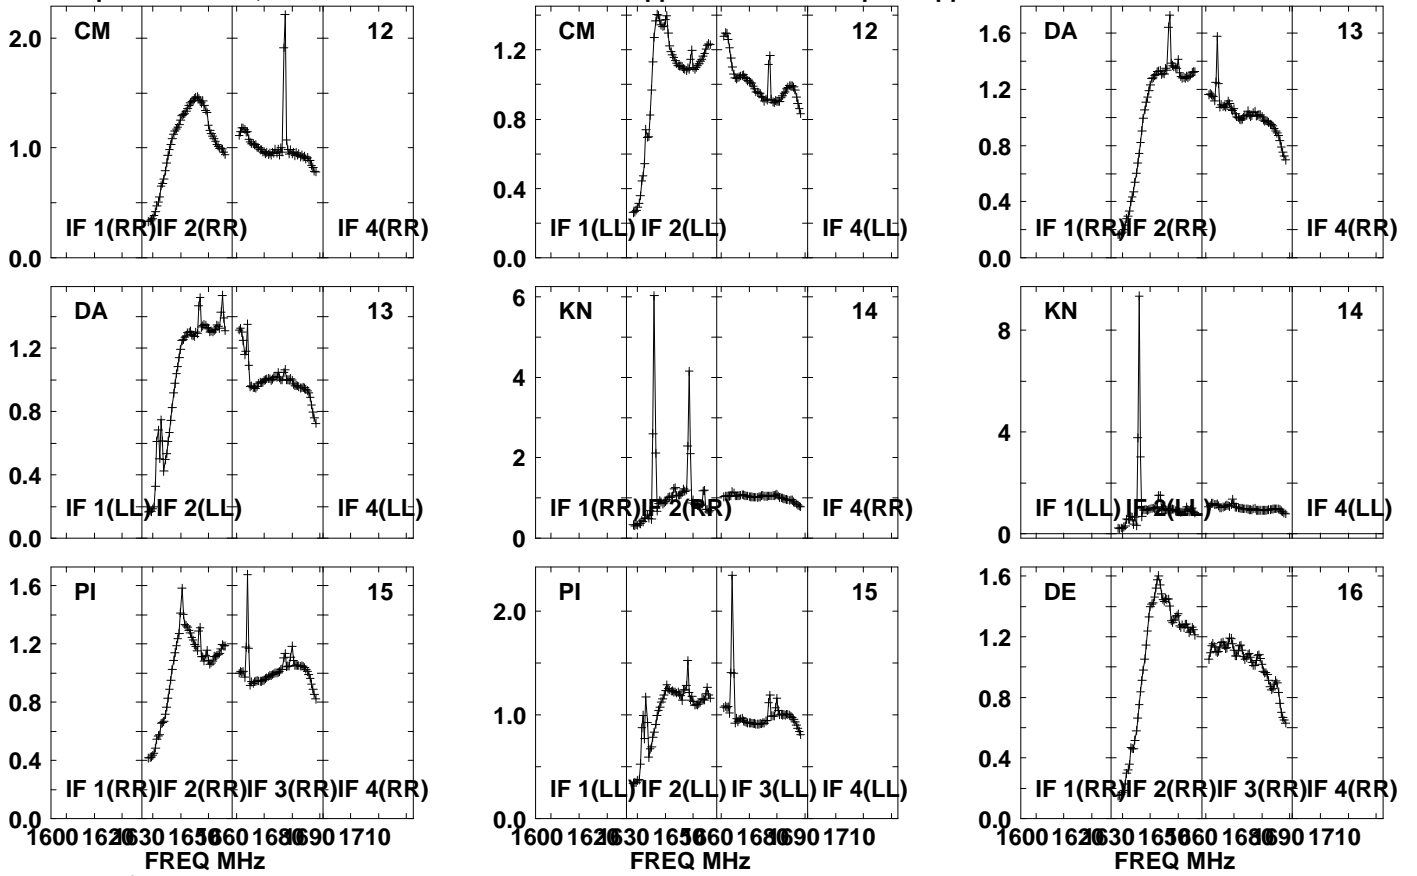 CM 12 CM 12 DA 13
2.0 1.2 1.6
1.2
1.0 0.8 0.8
0.4 0.4
IF 1(RR) IF 2(RR) IF 4(RR) IF 1(LL) IF 2(LL) IF 4(LL) IF 1(RR) IF 2(RR) IF 4(RR)
0.0 0.0 0.0
DA 13 KN 14 KN 14
6
1.2 8
4
0.8
4
0.4 2
IF 1(LL) IF 2(LL) IF 4(LL) IF 1(RR) IF 2(RR) IF 4(RR) IF 1(LL) IF 2(LL) IF 4(LL)
0.0 0 0
PI 15 PI 15 DE 16
1.6 2.0 1.6
1.2 1.2
0.8 1.0 0.8
0.4 0.4
IF 1(RR) IF 2(RR) IF 3(RR) IF 4(RR) IF 1(LL) IF 2(LL) IF 3(LL) IF 4(LL) IF 1(RR) IF 2(RR) IF 3(RR) IF 4(RR)
0.0 0.0 0.0
1600 1620 1630 1650 1660 1680 1690 1710 1600 1620 1630 1650 1660 1680 1690 1710 1600 1620 1630 1650 1660 1680 1690 1710
FREQ MHz FREQ MHz FREQ MHz